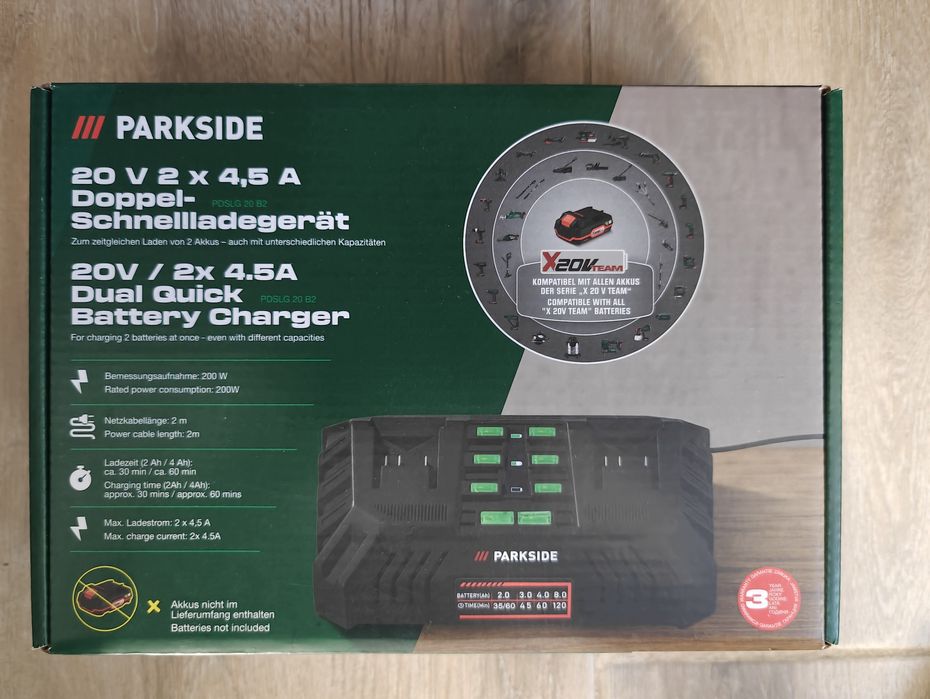 PARKSIDE
20 V 2 x 4,5 A
Doppel- PDSLG 20 B2
Schnellladegerät
Zum zeitgleichen Laden von 2 Akkus – auch mit unterschiedlichen Kapazitäten
20V / 2x 4.5A
Dual Quick PDSLG 20 B2
Battery Charger
For charging 2 batteries at once - even with different capacities
Bemessungsaufnahme: 200 W
Rated power consumption: 200W
Netzkabellänge: 2 m
Power cable length: 2m
Ladezeit (2 Ah / 4 Ah):
ca. 30 min / ca. 60 min
Charging time (2Ah / 4Ah):
approx. 30 mins / approx. 60 mins
Max. Ladestrom: 2 x 4,5 A
Max. charge current: 2x 4.5A
Akkus nicht im
Lieferumfang enthalten
Batteries not included
X20VTEAM
KOMPATIBEL MIT ALLEN AKKUS
DER SERIE „X 20 V TEAM“
COMPATIBLE WITH ALL
"X 20V TEAM" BATTERIES
PARKSIDE
BATTERY(Ah) 2.0 3.0 4.0 8.0
TIME(Min) 35/60 45 60 120
3
YEAR